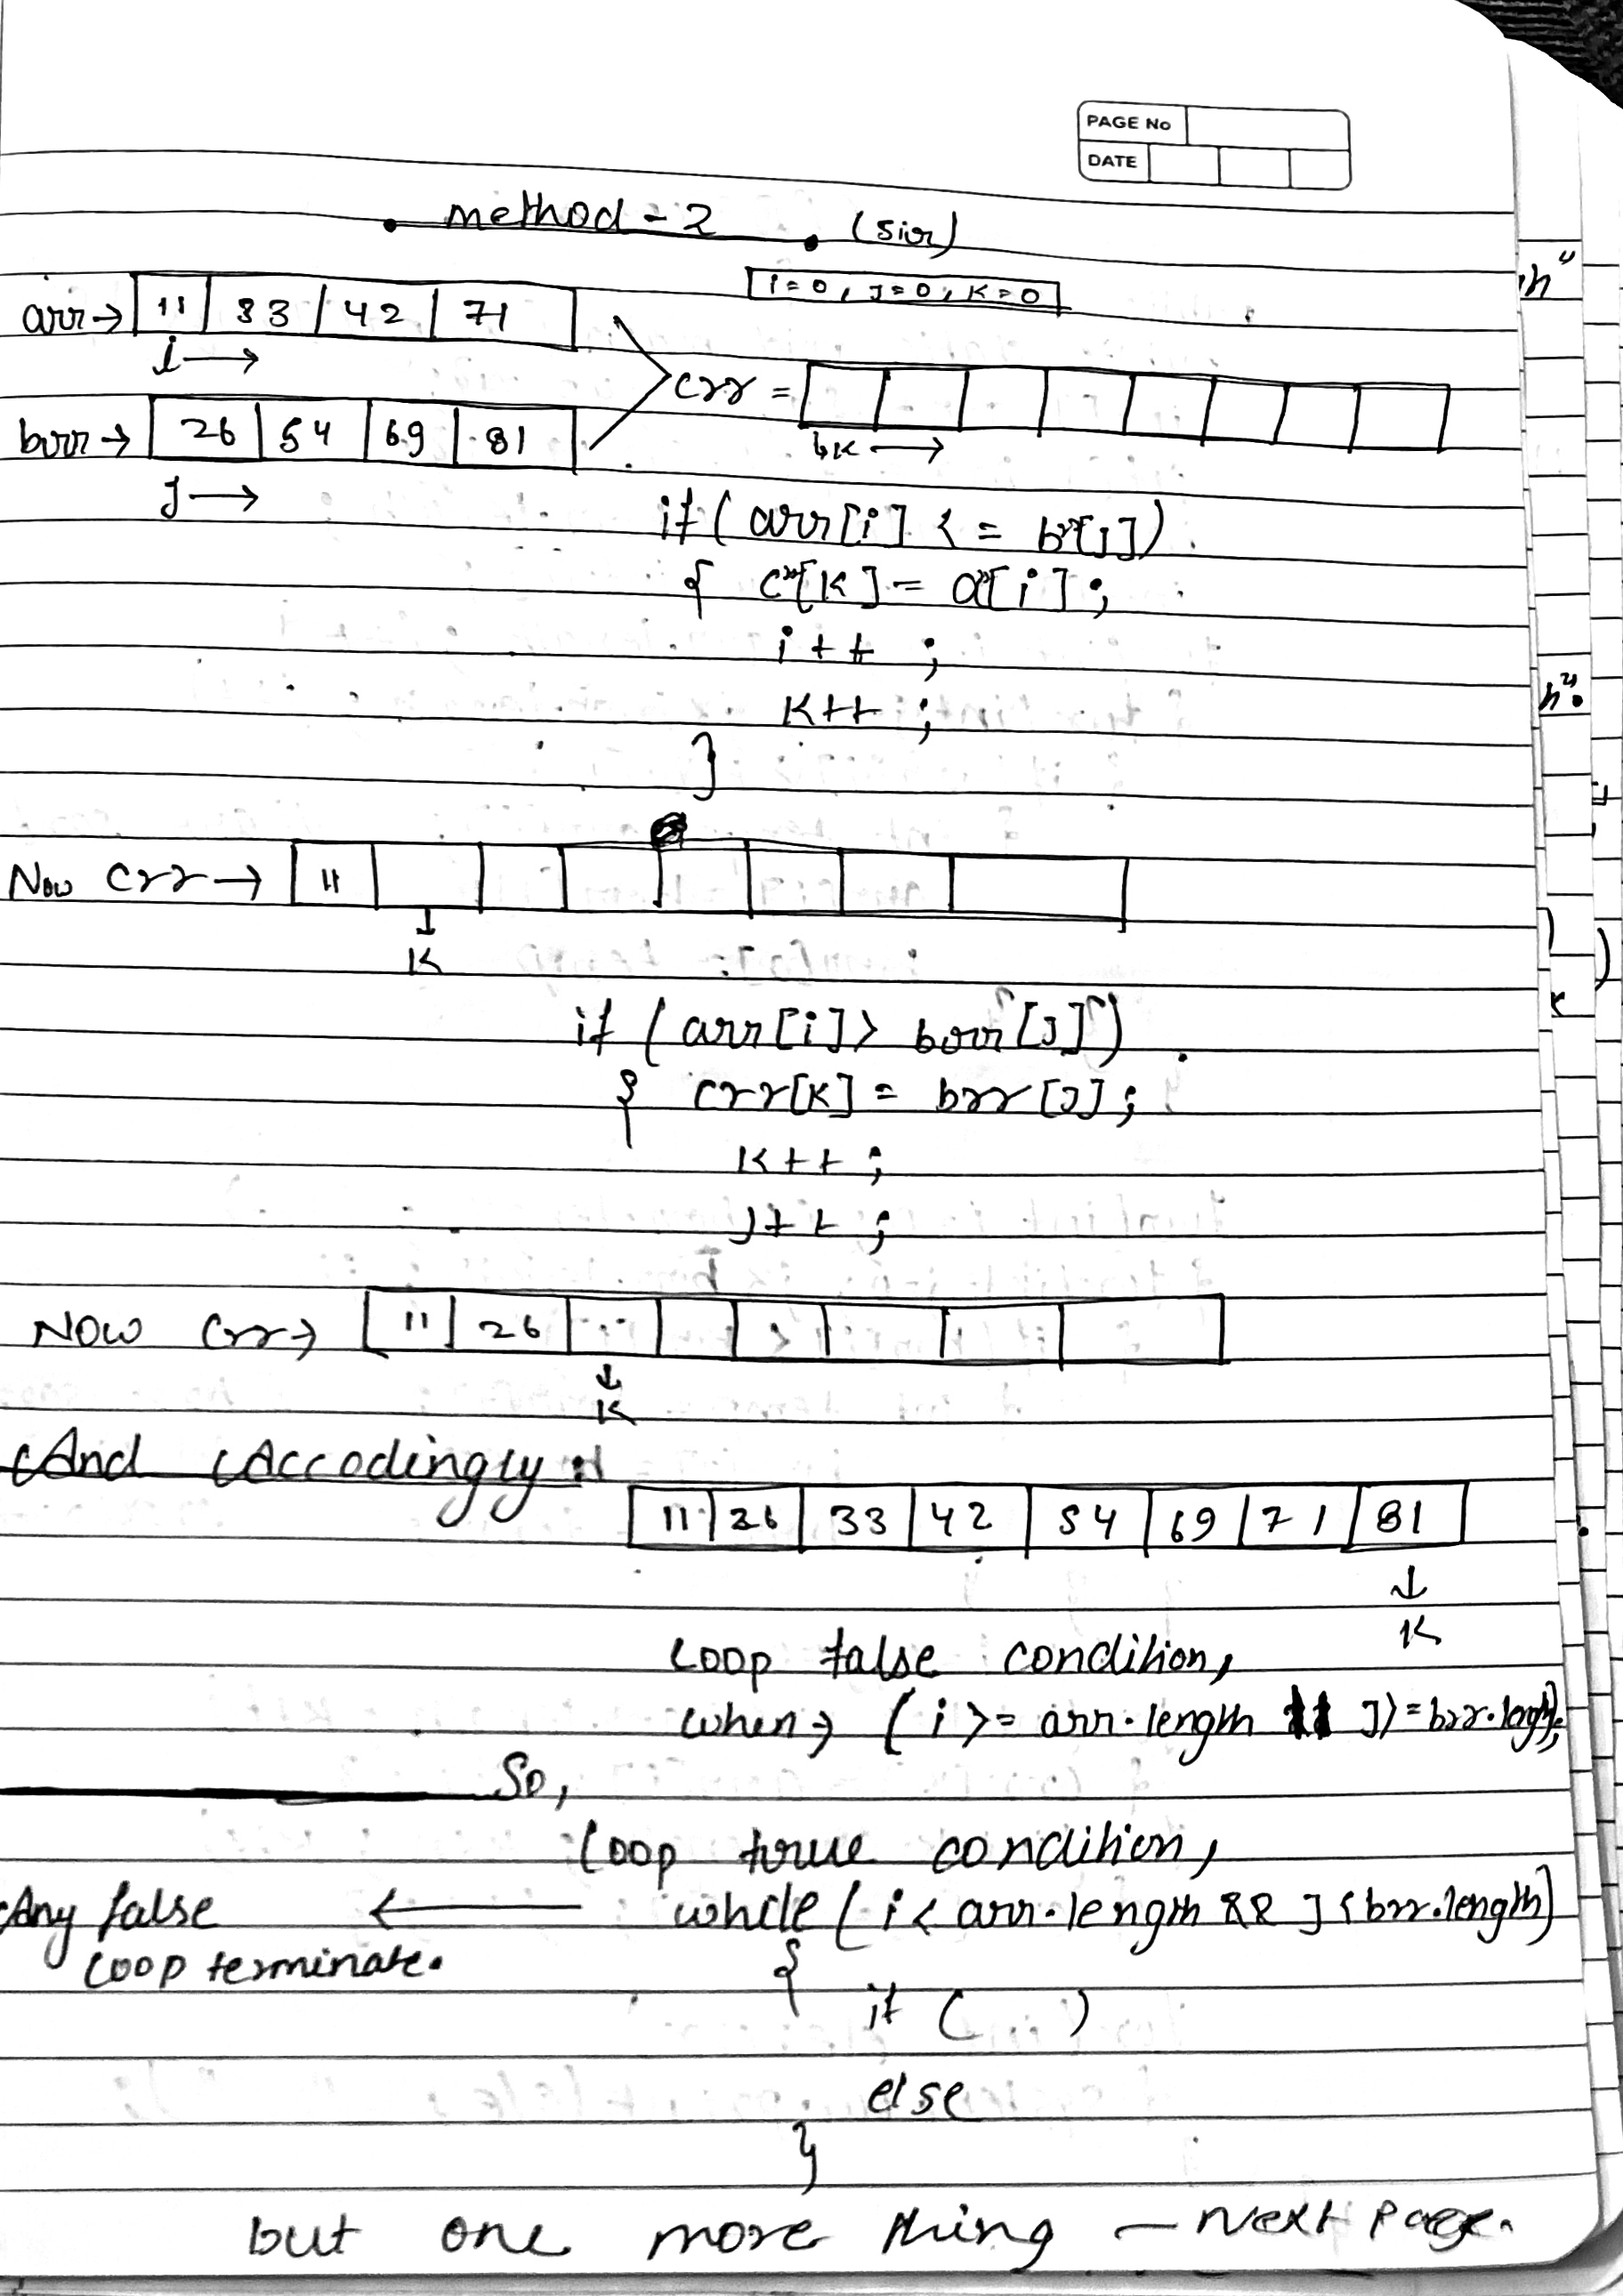 PAGE No
DATE
method - 2 (sir)
i=0, J=0, K=0
arr→ 11 33 42 71
i→
crr =
brr→ 26 54 69 81
K→
J→
if (arr[i] <= brr[J])
{ crr[K] = arr[i];
i++ ;
K++ ;
}
Now crr→ 11
↓
K
if (arr[i] > brr[J])
{ crr[K] = brr[J];
K++ ;
J++ ;
}
Now crr→ 11 26
↓
K
And Accodingly :
11 26 33 42 54 69 71 81
↓
K
Loop false condition,
when→ (i >= arr.length J>=brr.length);
So,
Loop true condition,
Any false ← while (i < arr.length && J < brr.length)
Loop terminate. {
if ( )
else
}
but one more thing — Next page.